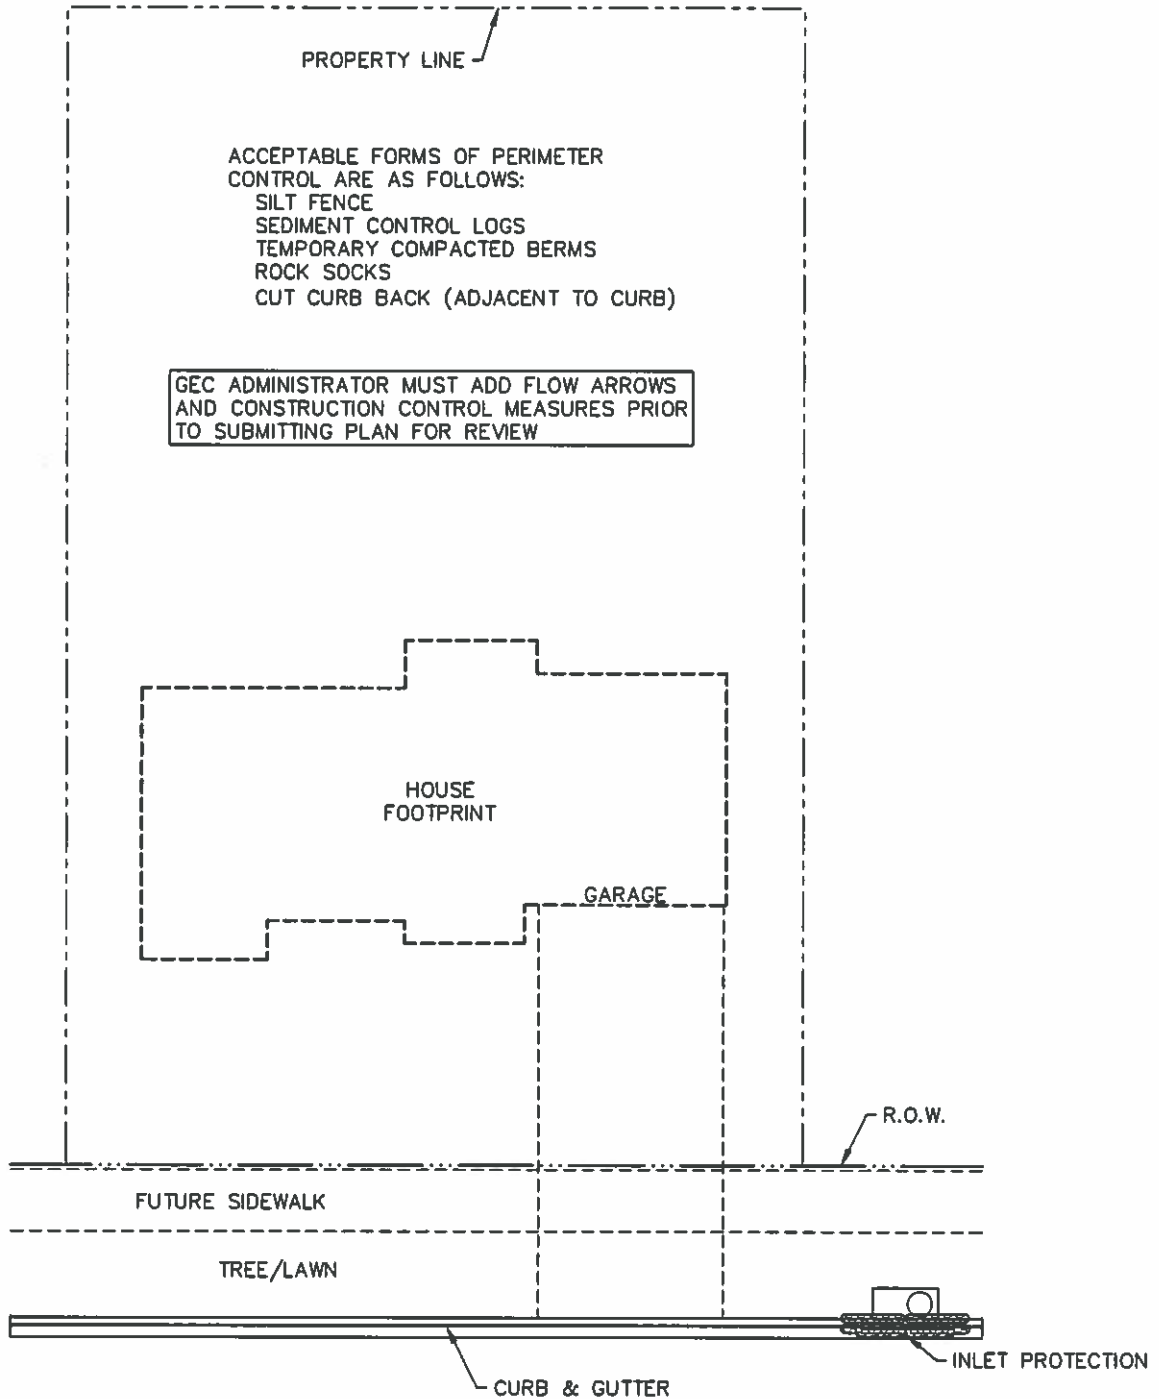 PROPERTY LINE
ACCEPTABLE FORMS OF PERIMETER
CONTROL ARE AS FOLLOWS:
SILT FENCE
SEDIMENT CONTROL LOGS
TEMPORARY COMPACTED BERMS
ROCK SOCKS
CUT CURB BACK (ADJACENT TO CURB)
GEC ADMINISTRATOR MUST ADD FLOW ARROWS
AND CONSTRUCTION CONTROL MEASURES PRIOR
TO SUBMITTING PLAN FOR REVIEW
HOUSE
FOOTPRINT
GARAGE
R.O.W.
FUTURE SIDEWALK
TREE/LAWN
INLET PROTECTION
CURB & GUTTER